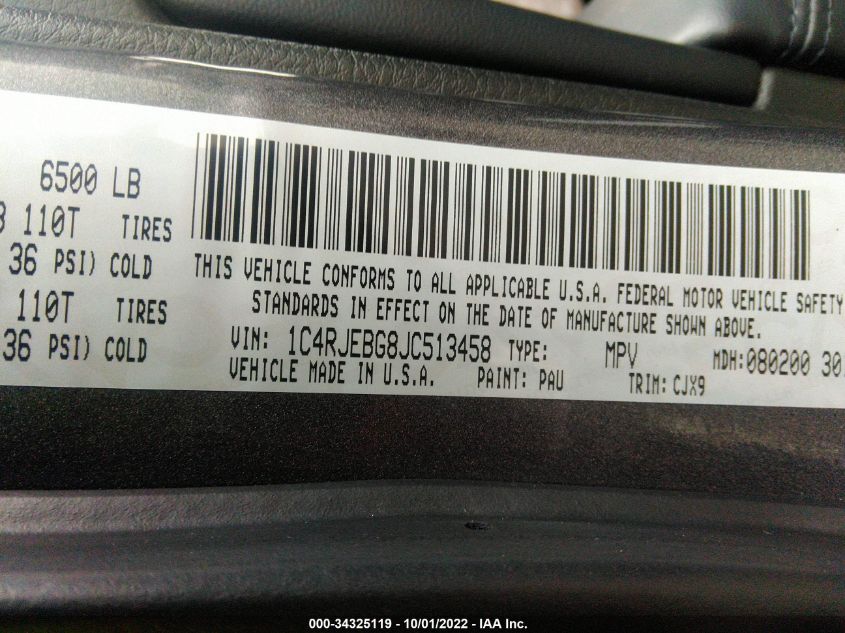 6500 LB
110T TIRES
36 PSI) COLD
110T TIRES
36 PSI) COLD
THIS VEHICLE CONFORMS TO ALL APPLICABLE U.S.A. FEDERAL MOTOR VEHICLE SAFETY
STANDARDS IN EFFECT ON THE DATE OF MANUFACTURE SHOWN ABOVE.
VIN: 1C4RJEBG8JC513458 TYPE: MPV MDH:080200 30
VEHICLE MADE IN U.S.A. PAINT: PAU TRIM: CJX9
000-34325119 - 10/01/2022 - IAA Inc.